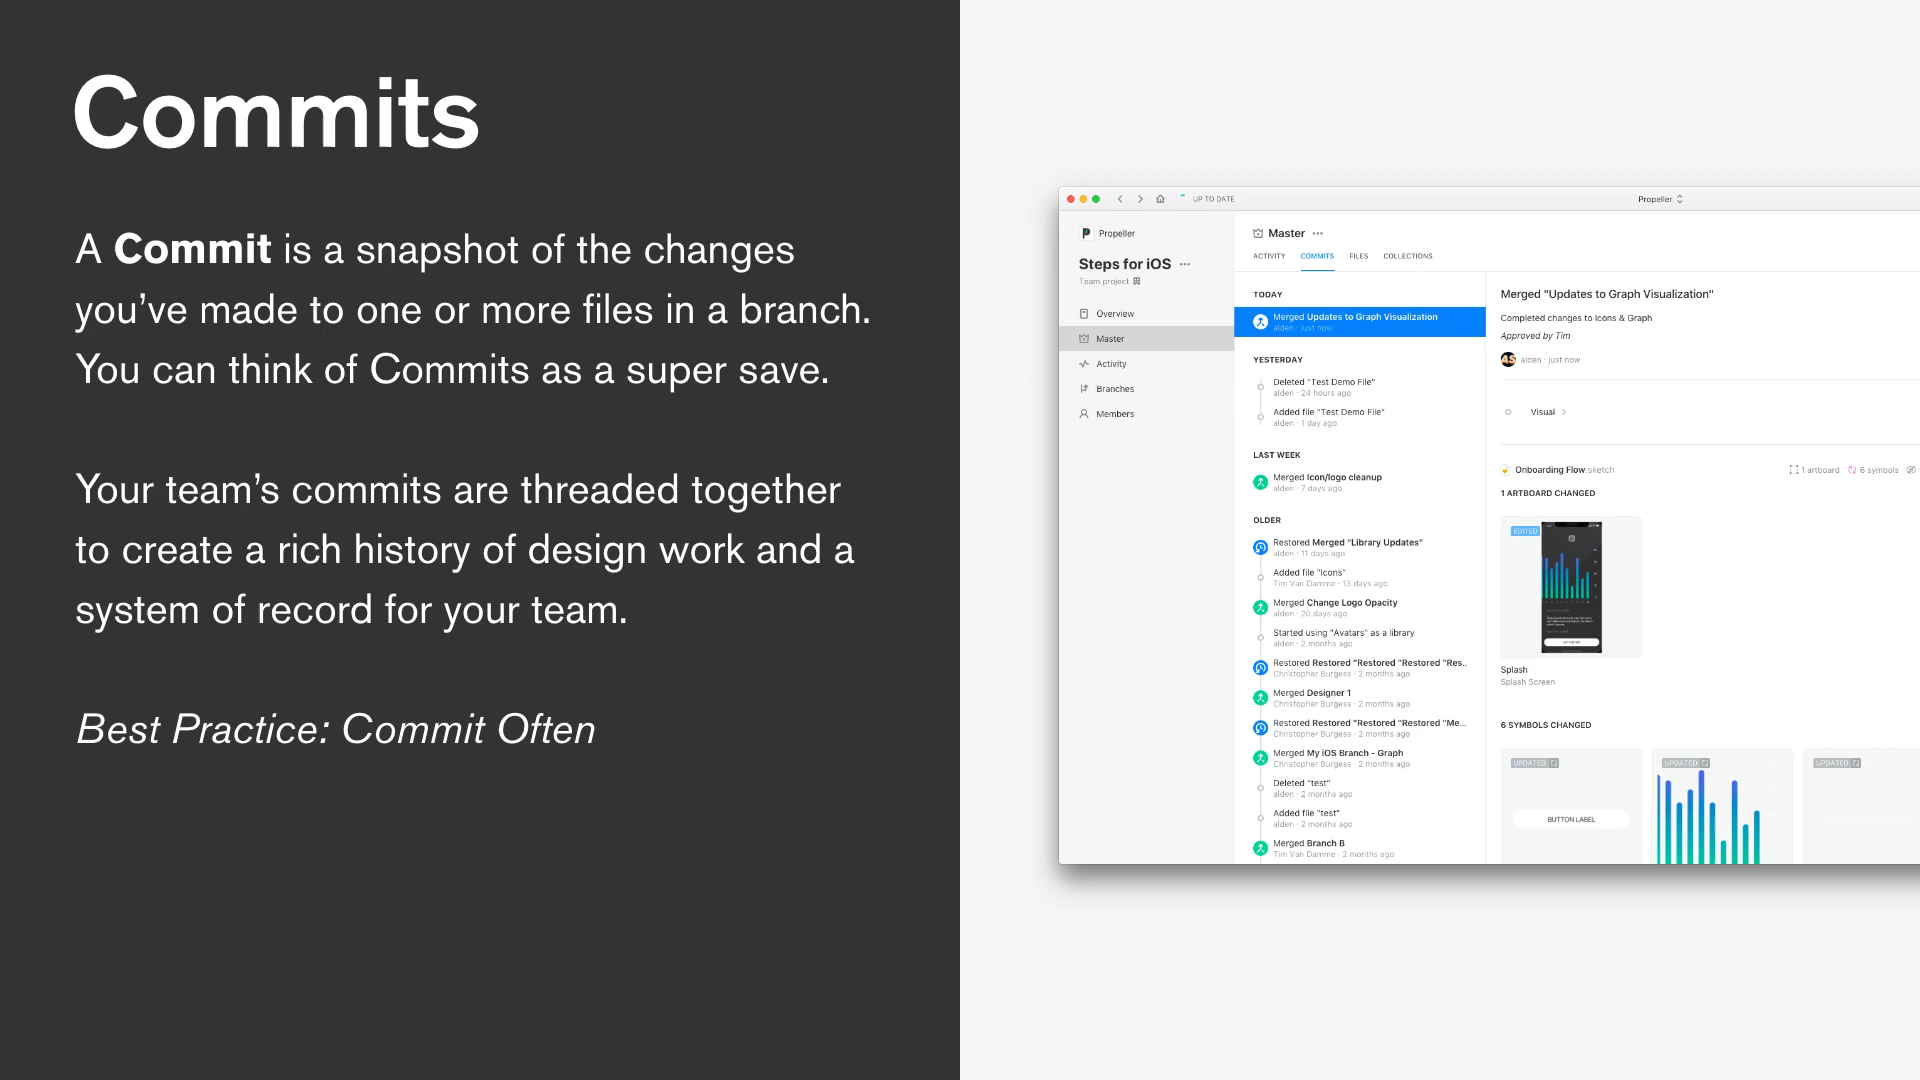 Commits
A Commit is a snapshot of the changes
you’ve made to one or more files in a branch.
You can think of Commits as a super save.
Your team’s commits are threaded together
to create a rich history of design work and a
system of record for your team.
Best Practice: Commit Often
UP TO DATE
Propeller
Propeller
Steps for iOS
Team project
Overview
Master
Activity
Branches
Members
Master
ACTIVITY COMMITS FILES COLLECTIONS
TODAY
Merged Updates to Graph Visualization
alden · just now
YESTERDAY
Deleted "Test Demo File"
alden · 24 hours ago
Added file "Test Demo File"
alden · 1 day ago
LAST WEEK
Merged Icon/logo cleanup
alden · 7 days ago
OLDER
Restored Merged "Library Updates"
alden · 11 days ago
Added file "Icons"
Tim Van Damme · 13 days ago
Merged Change Logo Opacity
alden · 20 days ago
Started using "Avatars" as a library
alden · 2 months ago
Restored Restored "Restored "Restored "Res..
Christopher Burgess · 2 months ago
Merged Designer 1
Christopher Burgess · 2 months ago
Restored Restored "Restored "Restored "Me...
Christopher Burgess · 2 months ago
Merged My iOS Branch - Graph
Christopher Burgess · 2 months ago
Deleted "test"
alden · 2 months ago
Added file "test"
alden · 2 months ago
Merged Branch B
Tim Van Damme · 2 months ago
Merged "Updates to Graph Visualization"
Completed changes to Icons & Graph
Approved by Tim
alden · just now
Visual
Onboarding Flow.sketch
1 artboard 6 symbols
1 ARTBOARD CHANGED
EDITED
Splash
Splash Screen
6 SYMBOLS CHANGED
UPDATED
UPDATED
UPDATED
BUTTON LABEL